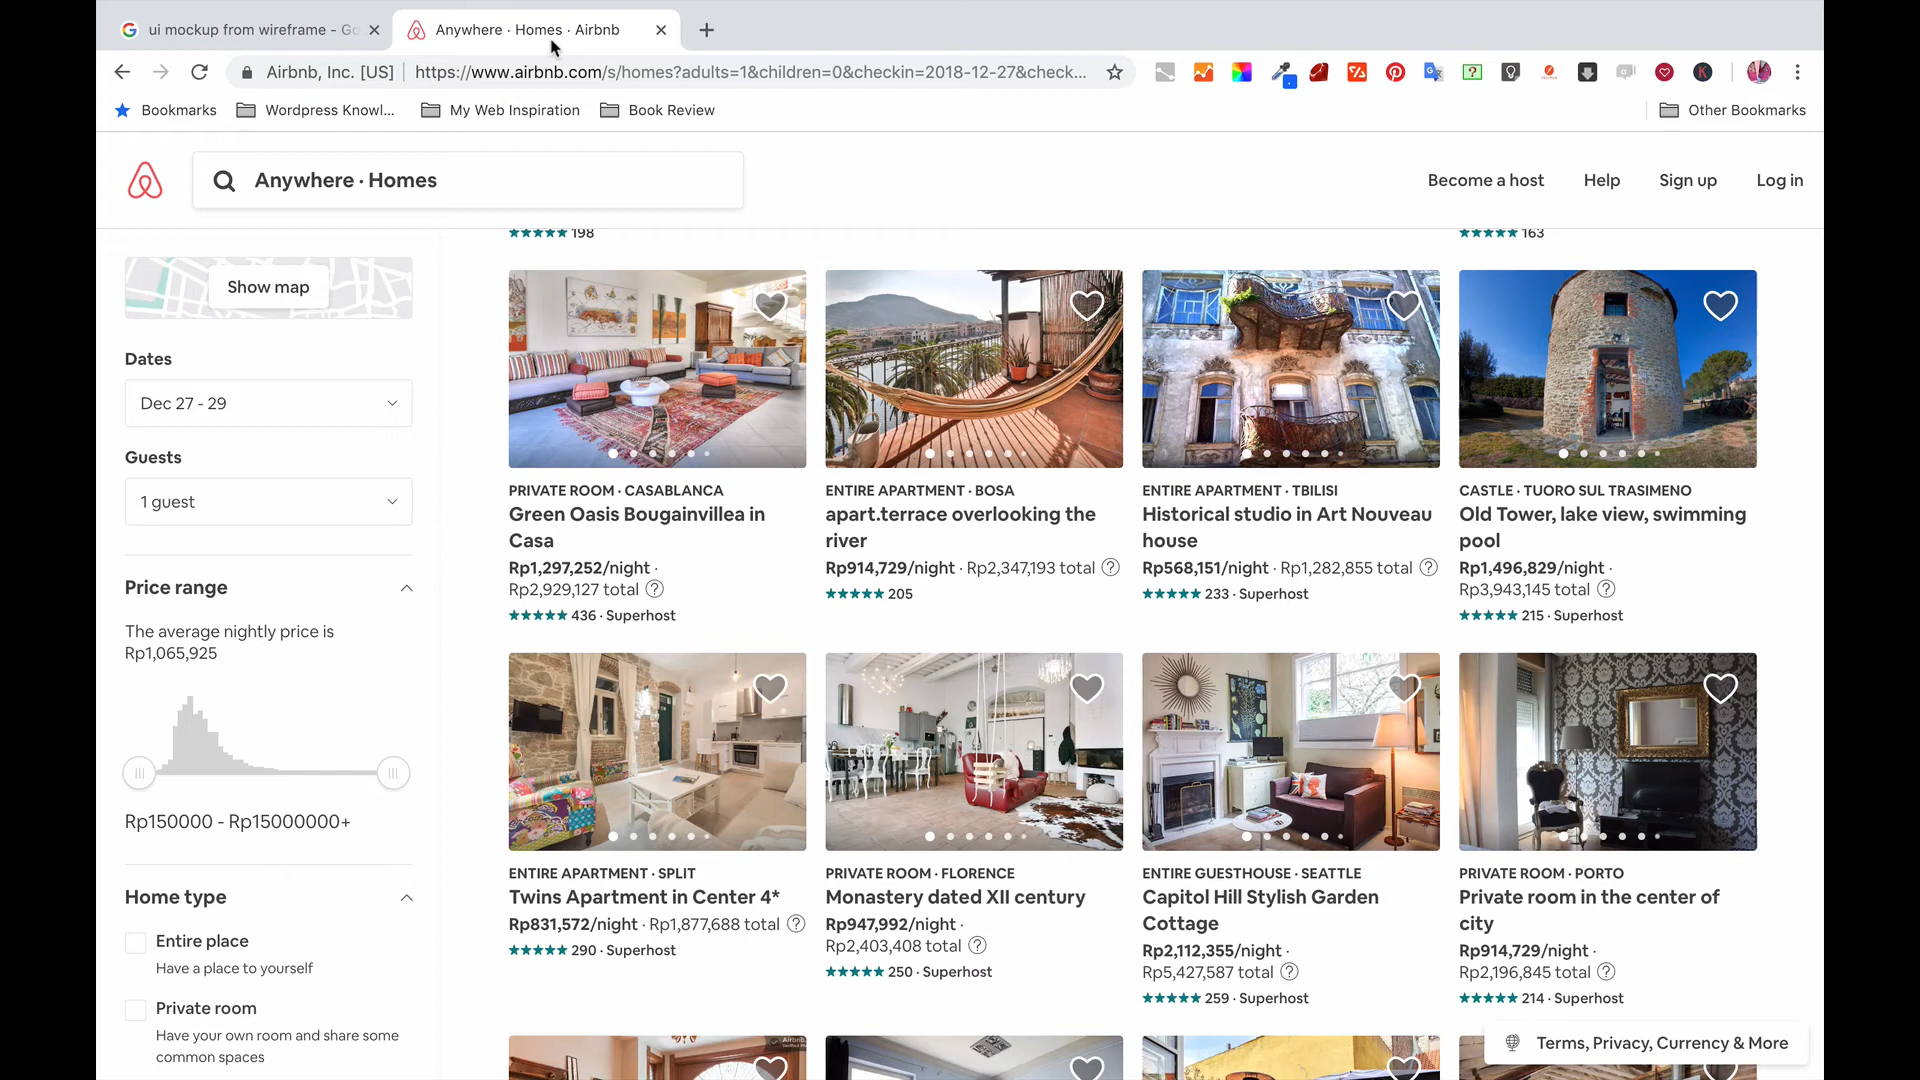 ui mockup from wireframe - Go
Anywhere · Homes · Airbnb
Airbnb, Inc. [US]
https://www.airbnb.com/s/homes?adults=1&children=0&checkin=2018-12-27&check...
Bookmarks
Wordpress Knowl...
My Web Inspiration
Book Review
Other Bookmarks
Anywhere · Homes
Become a host
Help
Sign up
Log in
Show map
Dates
Dec 27 - 29
Guests
1 guest
Price range
The average nightly price is
Rp1,065,925
Rp150000 - Rp15000000+
Home type
Entire place
Have a place to yourself
Private room
Have your own room and share some
common spaces
198
163
PRIVATE ROOM · CASABLANCA
Green Oasis Bougainvillea in
Casa
Rp1,297,252/night ·
Rp2,929,127 total
436 · Superhost
ENTIRE APARTMENT · BOSA
apart.terrace overlooking the
river
Rp914,729/night · Rp2,347,193 total
205
ENTIRE APARTMENT · TBILISI
Historical studio in Art Nouveau
house
Rp568,151/night · Rp1,282,855 total
233 · Superhost
CASTLE · TUORO SUL TRASIMENO
Old Tower, lake view, swimming
pool
Rp1,496,829/night ·
Rp3,943,145 total
215 · Superhost
ENTIRE APARTMENT · SPLIT
Twins Apartment in Center 4*
Rp831,572/night · Rp1,877,688 total
290 · Superhost
PRIVATE ROOM · FLORENCE
Monastery dated XII century
Rp947,992/night ·
Rp2,403,408 total
250 · Superhost
ENTIRE GUESTHOUSE · SEATTLE
Capitol Hill Stylish Garden
Cottage
Rp2,112,355/night ·
Rp5,427,587 total
259 · Superhost
PRIVATE ROOM · PORTO
Private room in the center of
city
Rp914,729/night ·
Rp2,196,845 total
214 · Superhost
Terms, Privacy, Currency & More